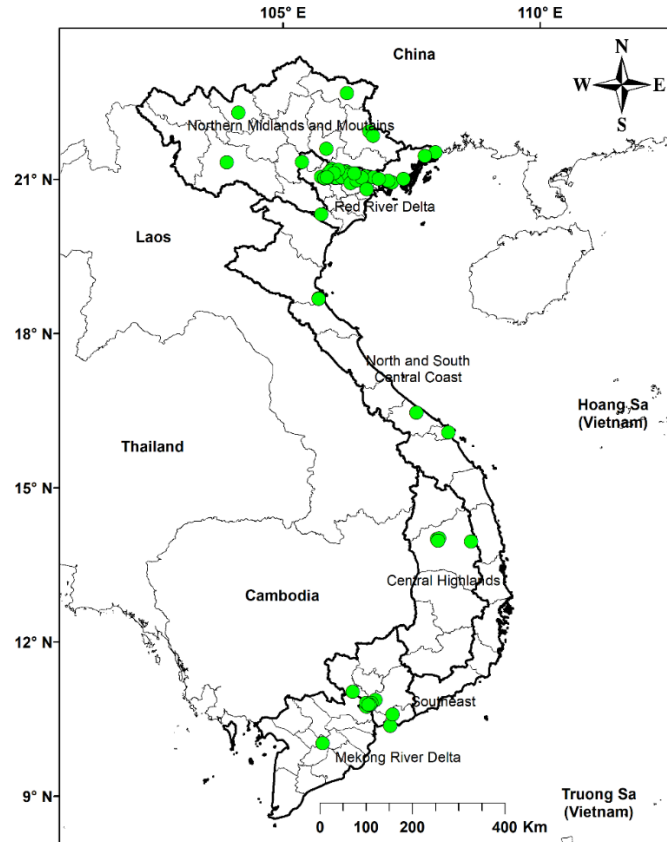 105° E
110° E
China
N
W E
S
Northern Midlands and Moutains
21° N
Red River Delta
Laos
18° N
North and South
Central Coast
Hoang Sa
(Vietnam)
Thailand
15° N
Central Highlands
Cambodia
12° N
Southeast
Mekong River Delta
9° N
Truong Sa
(Vietnam)
0 100 200 400 Km